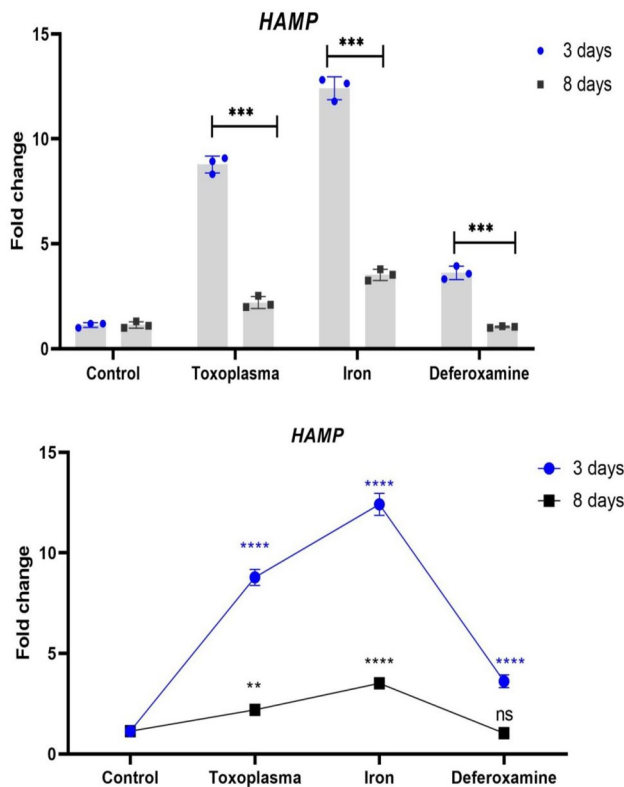 HAMP
15
10
5
0
Fold change
***
***
***
3 days
8 days
Control Toxoplasma Iron Deferoxamine
HAMP
15
10
5
0
Fold change
****
****
****
**
****
ns
3 days
8 days
Control Toxoplasma Iron Deferoxamine